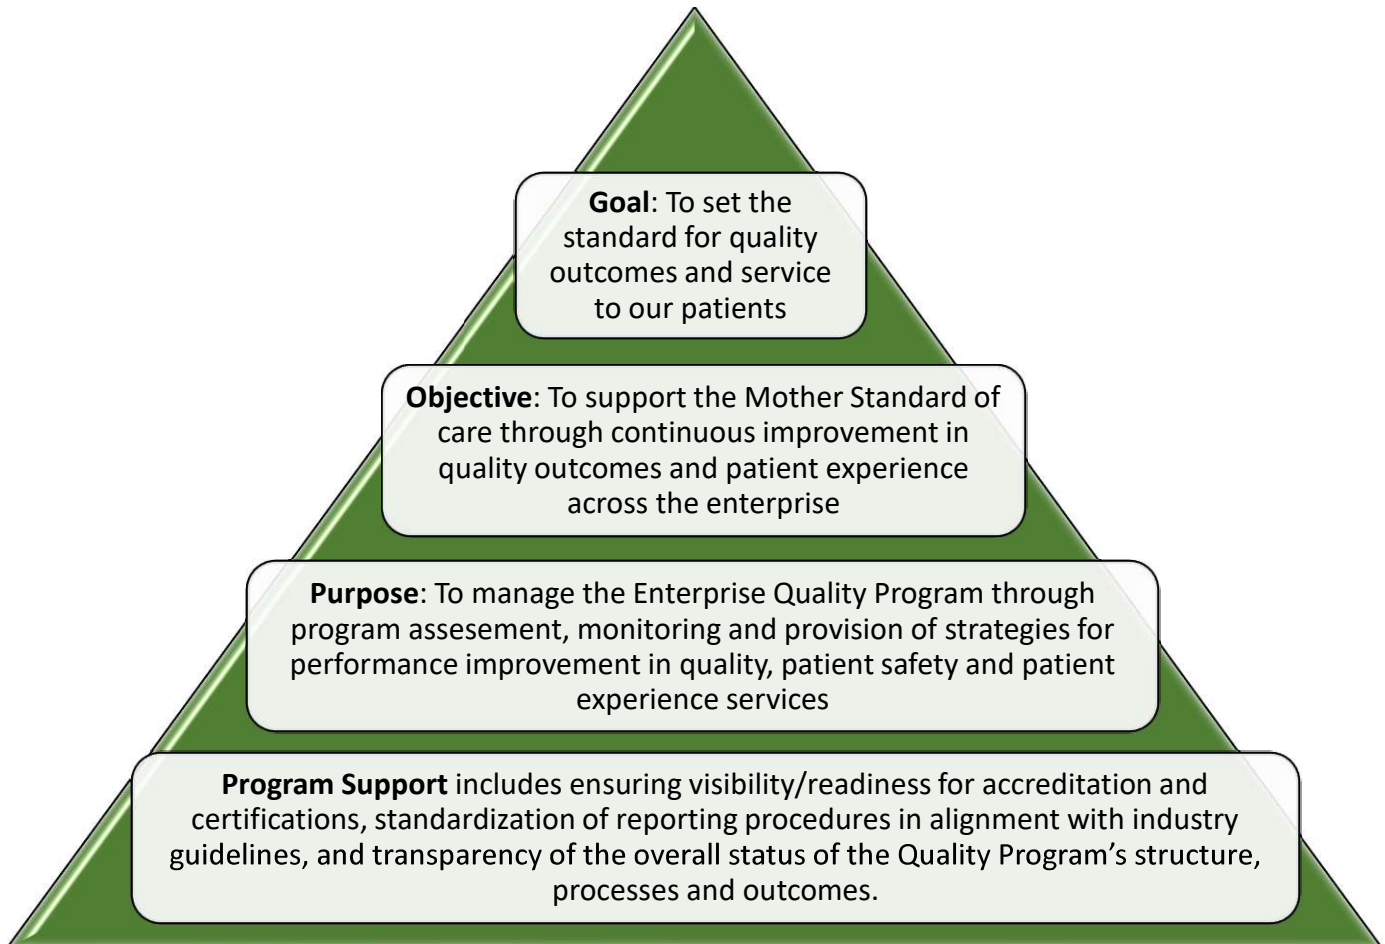 Goal: To set the
standard for quality
outcomes and service
to our patients
Objective: To support the Mother Standard of
care through continuous improvement in
quality outcomes and patient experience
across the enterprise
Purpose: To manage the Enterprise Quality Program through
program assesement, monitoring and provision of strategies for
performance improvement in quality, patient safety and patient
experience services
Program Support includes ensuring visibility/readiness for accreditation and
certifications, standardization of reporting procedures in alignment with industry
guidelines, and transparency of the overall status of the Quality Program’s structure,
processes and outcomes.